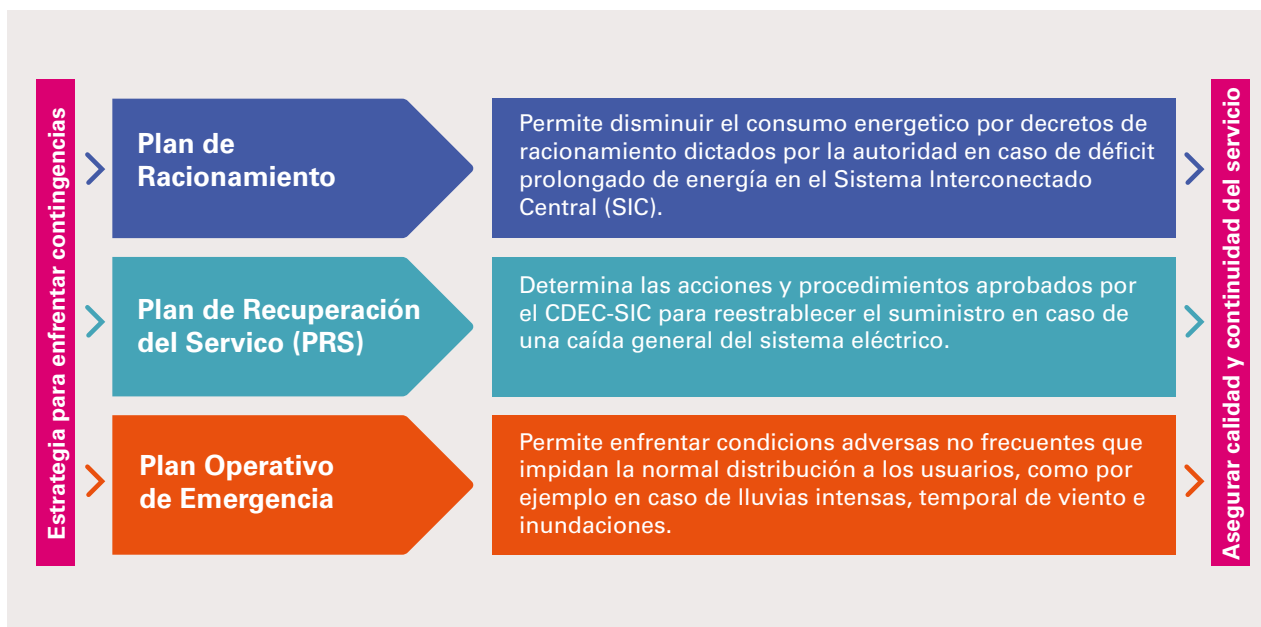 Estrategia para enfrentar contingencias
Plan de
Racionamiento
Permite disminuir el consumo energetico por decretos de
racionamiento dictados por la autoridad en caso de déficit
prolongado de energía en el Sistema Interconectado
Central (SIC).
Plan de Recuperación
del Servico (PRS)
Determina las acciones y procedimientos aprobados por
el CDEC-SIC para reestrablecer el suministro en caso de
una caída general del sistema eléctrico.
Plan Operativo
de Emergencia
Permite enfrentar condicions adversas no frecuentes que
impidan la normal distribución a los usuarios, como por
ejemplo en caso de lluvias intensas, temporal de viento e
inundaciones.
Asegurar calidad y continuidad del servicio